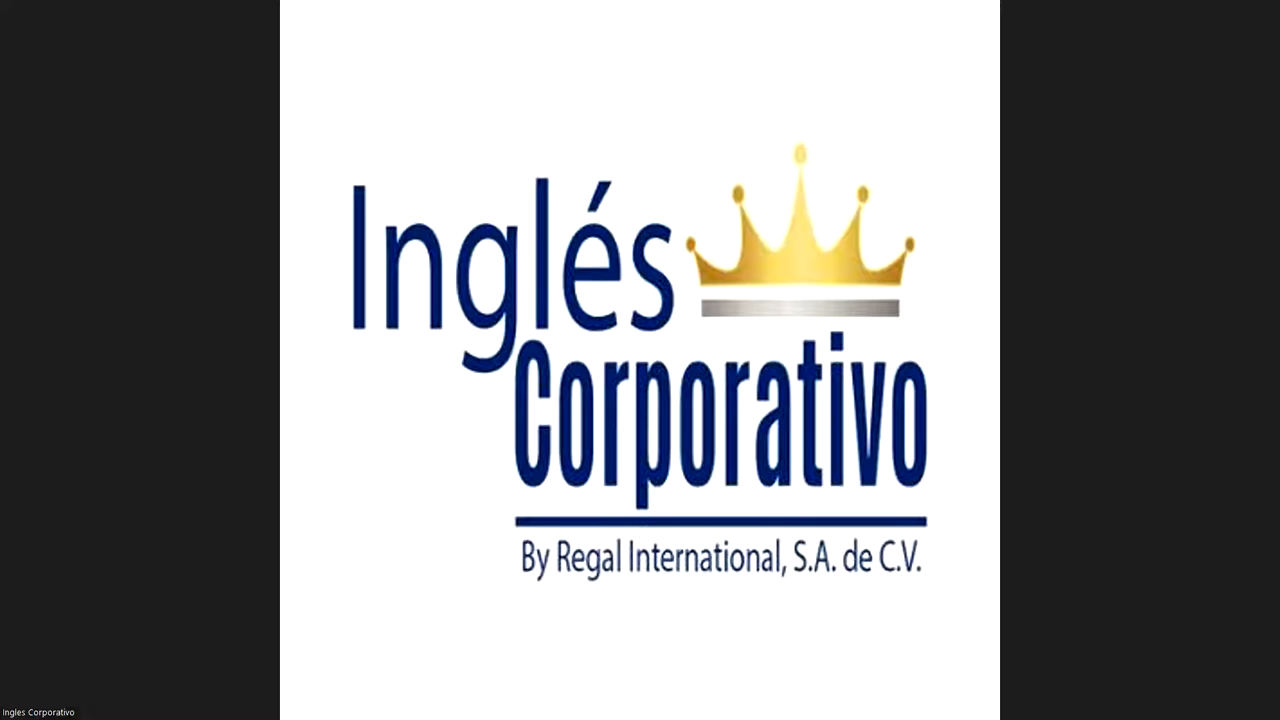 Inglés
Corporativo
By Regal International, S.A. de C.V.
Ingles Corporativo